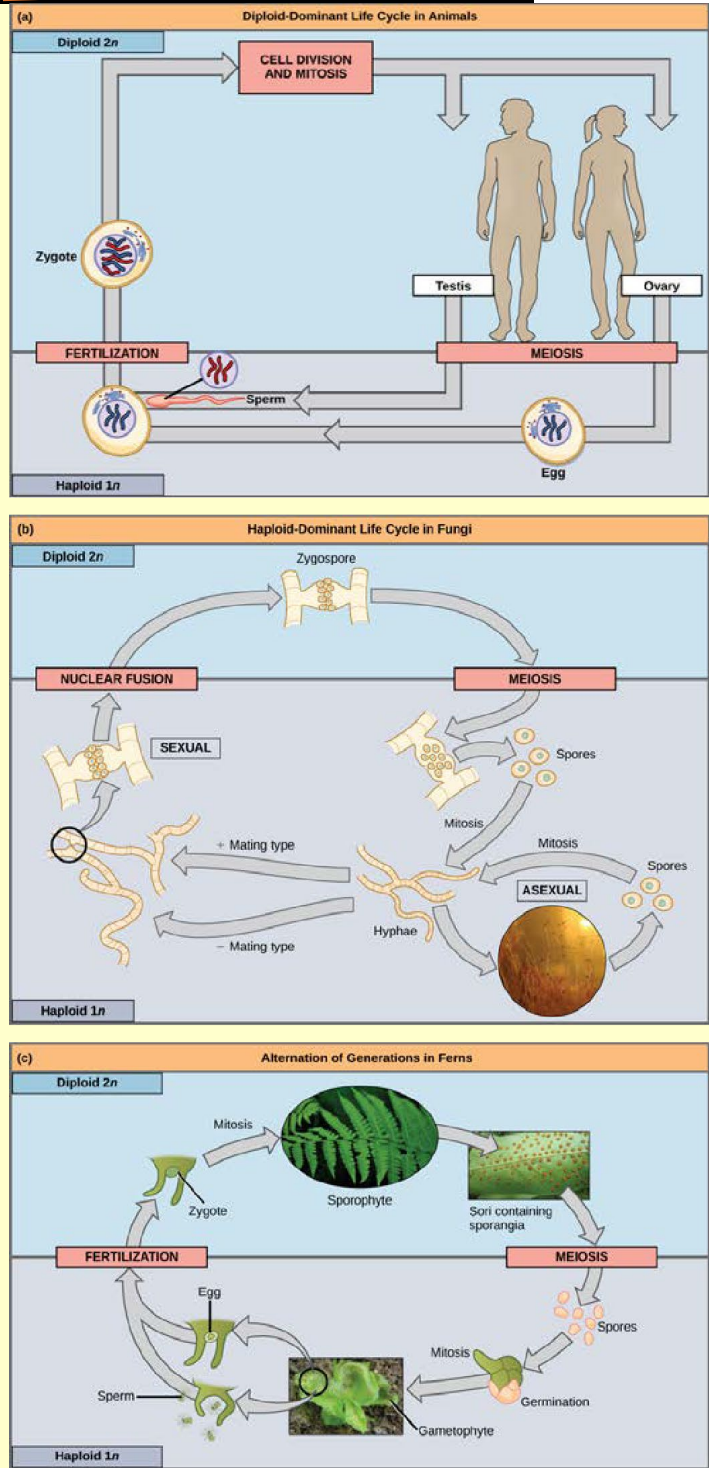 (a) Diploid-Dominant Life Cycle in Animals
Diploid 2n
CELL DIVISION
AND MITOSIS
Zygote
Testis
Ovary
FERTILIZATION
MEIOSIS
Sperm
Egg
Haploid 1n
(b) Haploid-Dominant Life Cycle in Fungi
Diploid 2n
Zygospore
NUCLEAR FUSION
MEIOSIS
SEXUAL
Spores
Mitosis
+ Mating type
Mitosis
Spores
ASEXUAL
Hyphae
− Mating type
Haploid 1n
(c) Alternation of Generations in Ferns
Diploid 2n
Mitosis
Zygote
Sporophyte
Sori containing
sporangia
FERTILIZATION
MEIOSIS
Egg
Spores
Mitosis
Sperm
Germination
Gametophyte
Haploid 1n